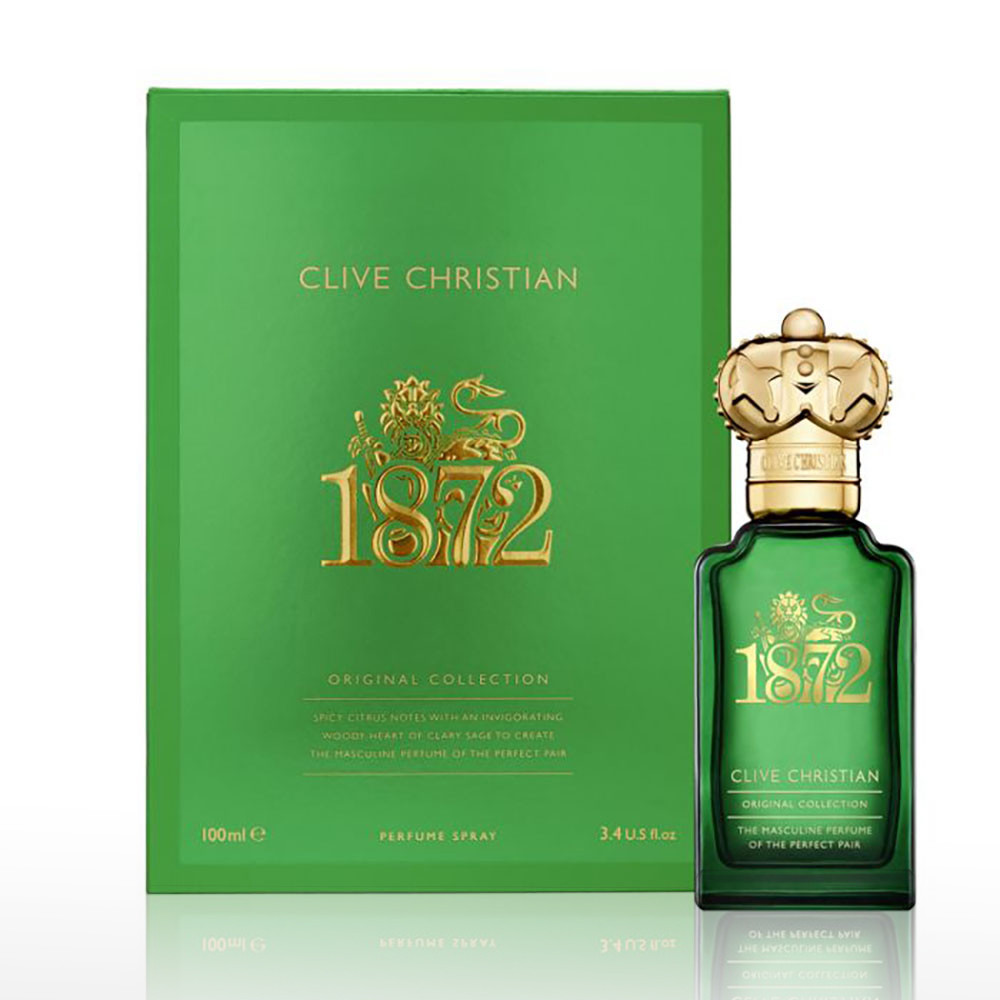 CLIVE CHRISTIAN
1872
ORIGINAL COLLECTION
SPICY CITRUS NOTES WITH AN INVIGORATING
WOODY HEART OF CLARY SAGE TO CREATE
THE MASCULINE PERFUME OF THE PERFECT PAIR
100ml ℮
PERFUME SPRAY
3.4 U.S fl.oz
CLIVE CHRISTIAN
1872
CLIVE CHRISTIAN
ORIGINAL COLLECTION
THE MASCULINE PERFUME
OF THE PERFECT PAIR